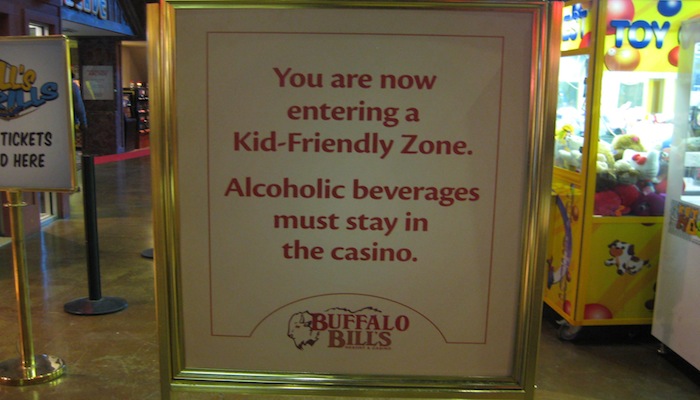 You are now
entering a
Kid-Friendly Zone.
Alcoholic beverages
must stay in
the casino.
BUFFALO
BILL'S
TICKETS
D HERE
TOY